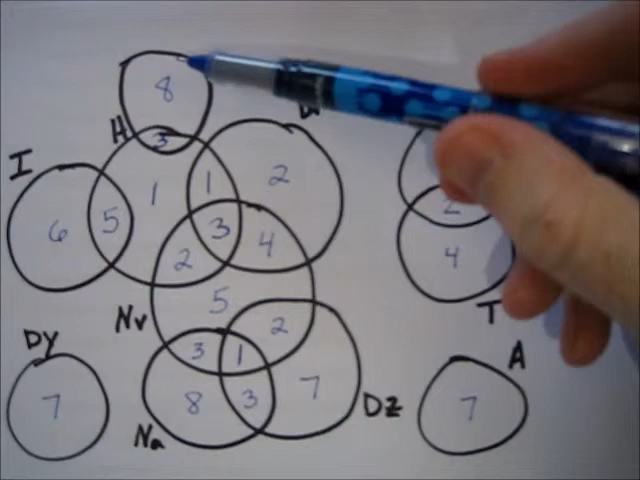 8
H 3
I 1 1 2
6 5 3 4 2
2 4
Nv 5 T
Dy 3 1 2 A
7 8 3 7 Dz 7
Na